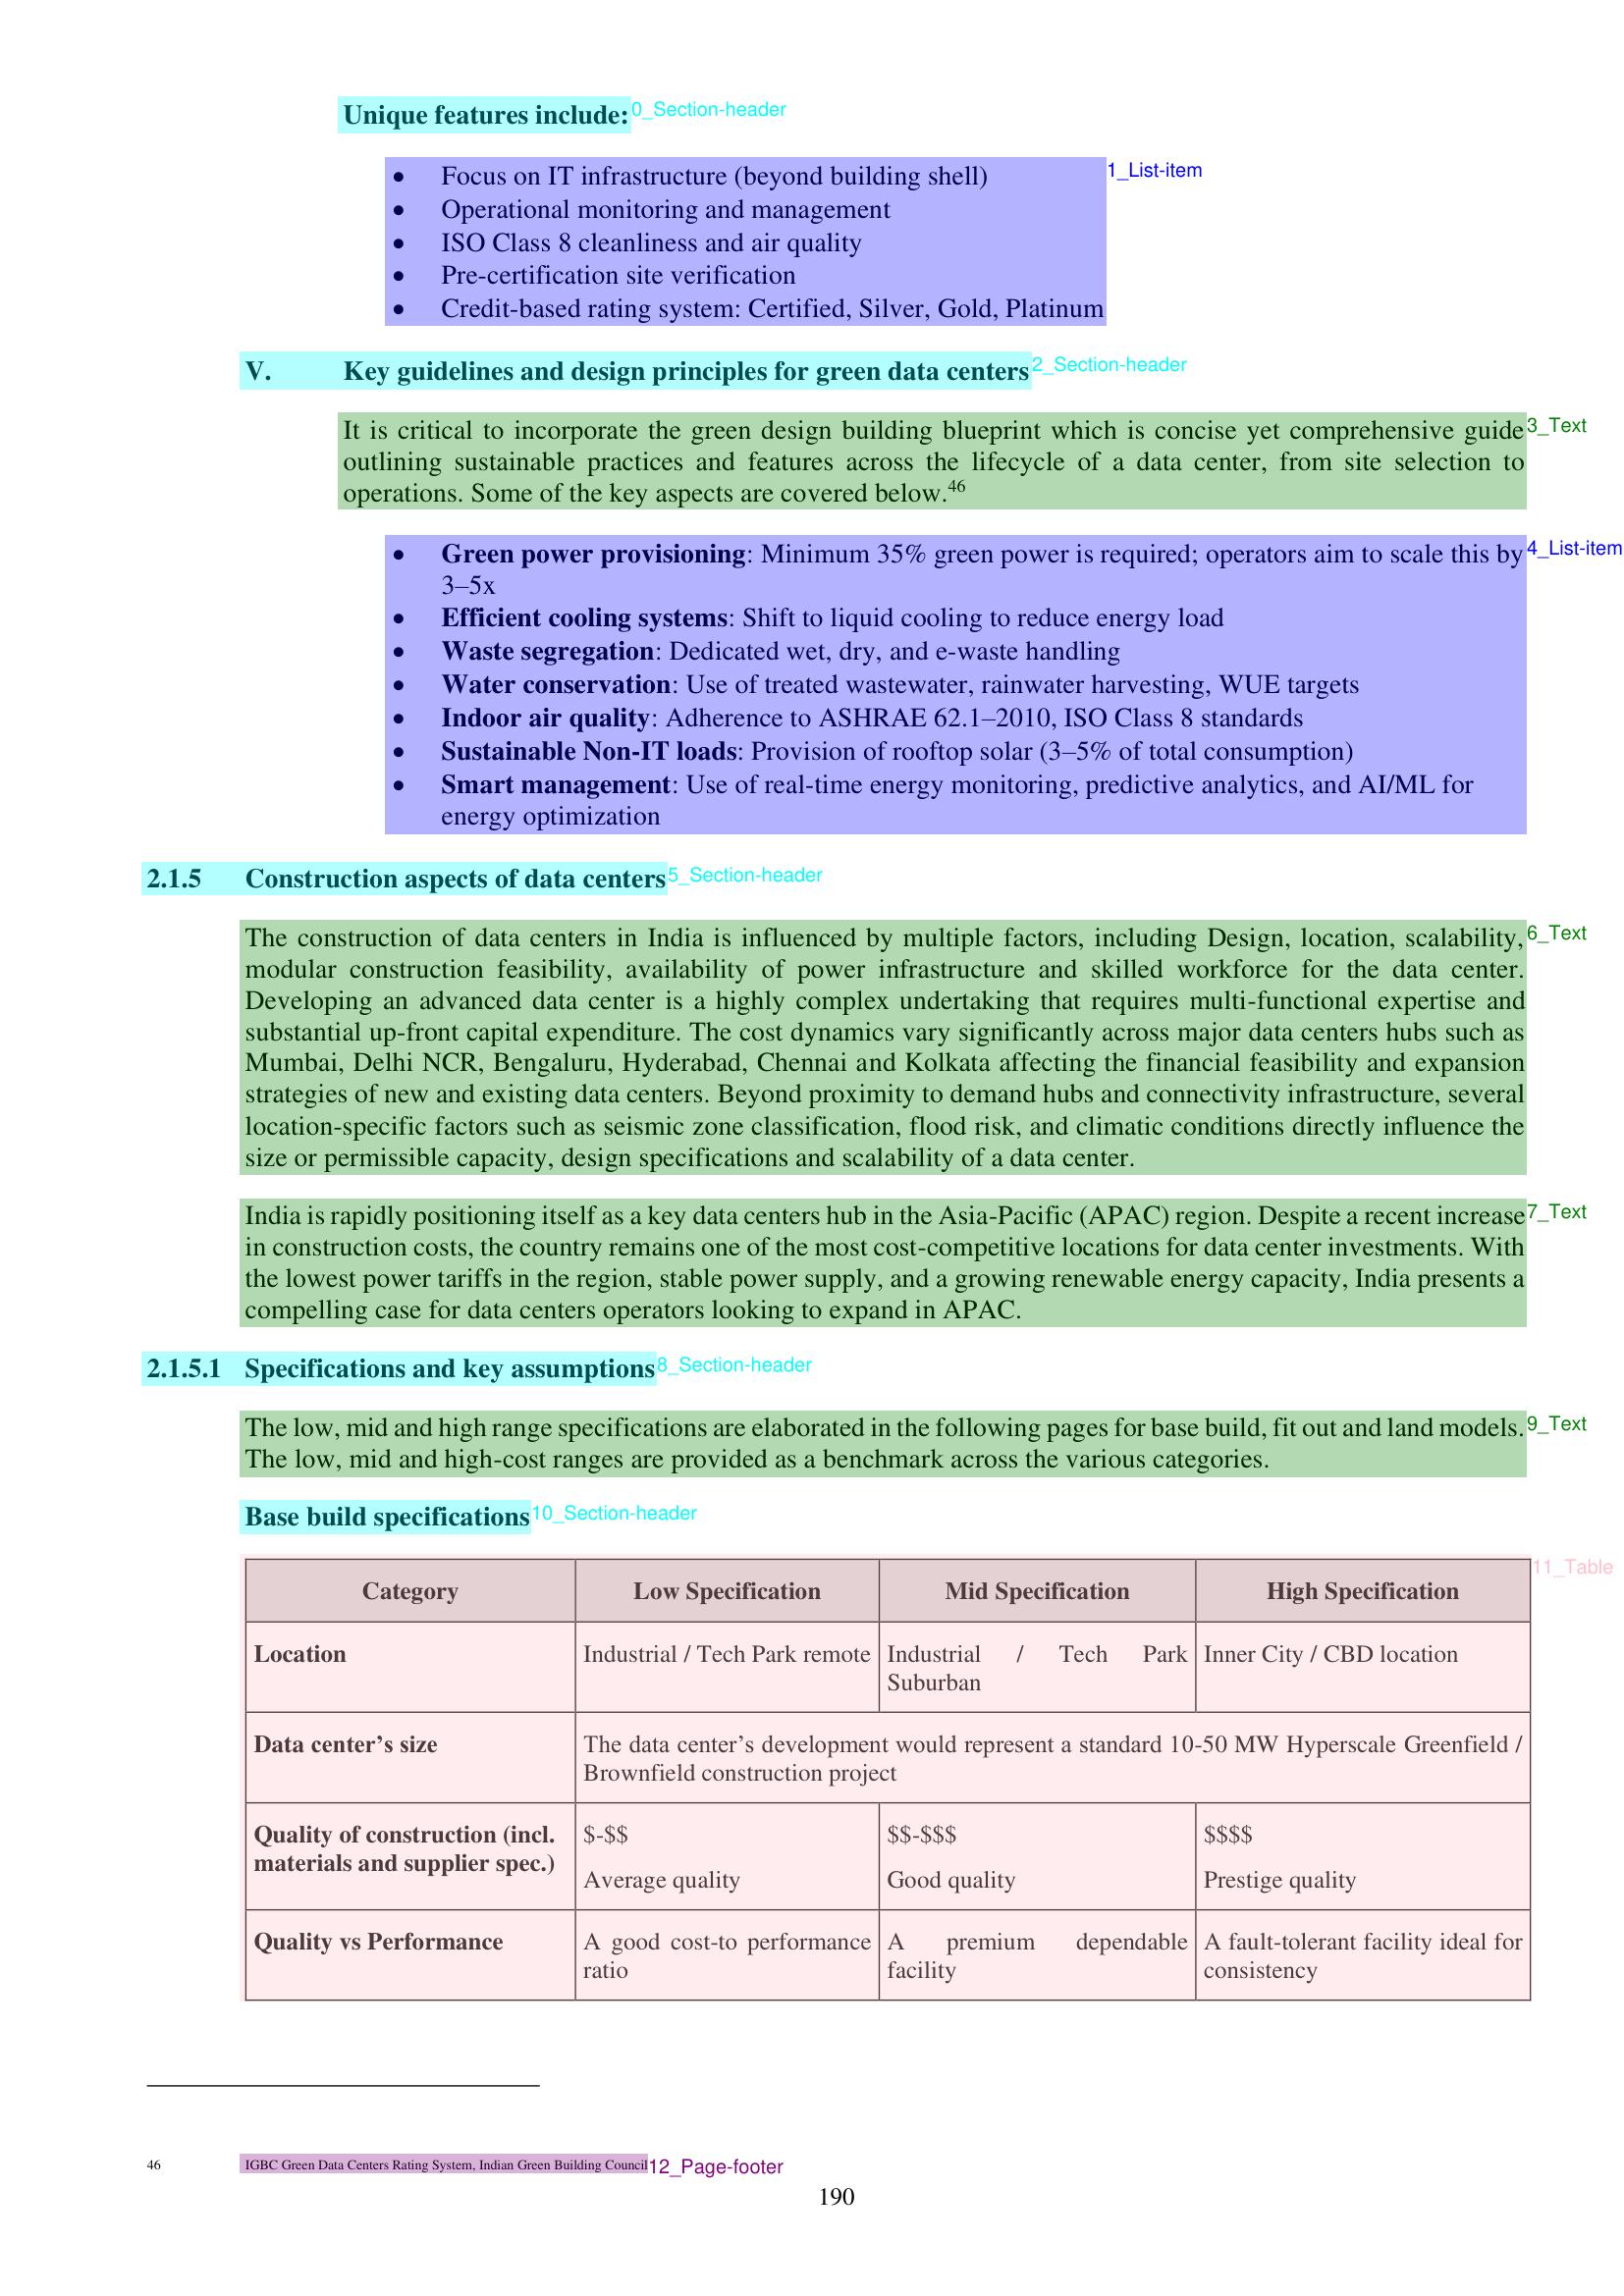 Unique features include: 0_Section-header
• Focus on IT infrastructure (beyond building shell) 1_List-item
• Operational monitoring and management
• ISO Class 8 cleanliness and air quality
• Pre-certification site verification
• Credit-based rating system: Certified, Silver, Gold, Platinum
V. Key guidelines and design principles for green data centers 2_Section-header
It is critical to incorporate the green design building blueprint which is concise yet comprehensive guide 3_Text
outlining sustainable practices and features across the lifecycle of a data center, from site selection to
operations. Some of the key aspects are covered below.46
• Green power provisioning: Minimum 35% green power is required; operators aim to scale this by 4_List-item
3–5x
• Efficient cooling systems: Shift to liquid cooling to reduce energy load
• Waste segregation: Dedicated wet, dry, and e-waste handling
• Water conservation: Use of treated wastewater, rainwater harvesting, WUE targets
• Indoor air quality: Adherence to ASHRAE 62.1–2010, ISO Class 8 standards
• Sustainable Non-IT loads: Provision of rooftop solar (3–5% of total consumption)
• Smart management: Use of real-time energy monitoring, predictive analytics, and AI/ML for
energy optimization
2.1.5 Construction aspects of data centers 5_Section-header
The construction of data centers in India is influenced by multiple factors, including Design, location, scalability, 6_Text
modular construction feasibility, availability of power infrastructure and skilled workforce for the data center.
Developing an advanced data center is a highly complex undertaking that requires multi-functional expertise and
substantial up-front capital expenditure. The cost dynamics vary significantly across major data centers hubs such as
Mumbai, Delhi NCR, Bengaluru, Hyderabad, Chennai and Kolkata affecting the financial feasibility and expansion
strategies of new and existing data centers. Beyond proximity to demand hubs and connectivity infrastructure, several
location-specific factors such as seismic zone classification, flood risk, and climatic conditions directly influence the
size or permissible capacity, design specifications and scalability of a data center.
India is rapidly positioning itself as a key data centers hub in the Asia-Pacific (APAC) region. Despite a recent increase 7_Text
in construction costs, the country remains one of the most cost-competitive locations for data center investments. With
the lowest power tariffs in the region, stable power supply, and a growing renewable energy capacity, India presents a
compelling case for data centers operators looking to expand in APAC.
2.1.5.1 Specifications and key assumptions 8_Section-header
The low, mid and high range specifications are elaborated in the following pages for base build, fit out and land models. 9_Text
The low, mid and high-cost ranges are provided as a benchmark across the various categories.
Base build specifications 10_Section-header
11_Table
Category Low Specification Mid Specification High Specification
Location Industrial / Tech Park remote Industrial / Tech Park Inner City / CBD location
Suburban
Data center’s size The data center’s development would represent a standard 10-50 MW Hyperscale Greenfield /
Brownfield construction project
Quality of construction (incl. $-$$ $$-$$$ $$$$
materials and supplier spec.)
Average quality Good quality Prestige quality
Quality vs Performance A good cost-to performance A premium dependable A fault-tolerant facility ideal for
ratio facility consistency
46 IGBC Green Data Centers Rating System, Indian Green Building Council 12_Page-footer
190